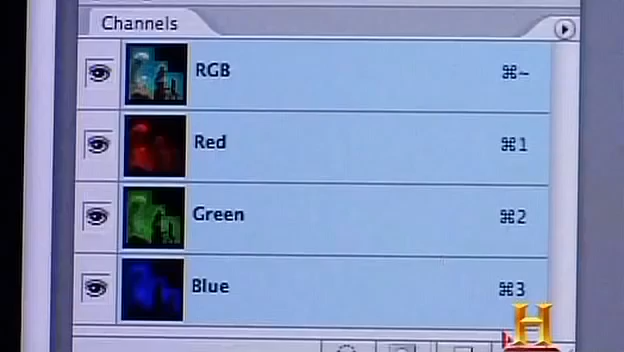 Channels
RGB ⌘~
Red ⌘1
Green ⌘2
Blue ⌘3
H